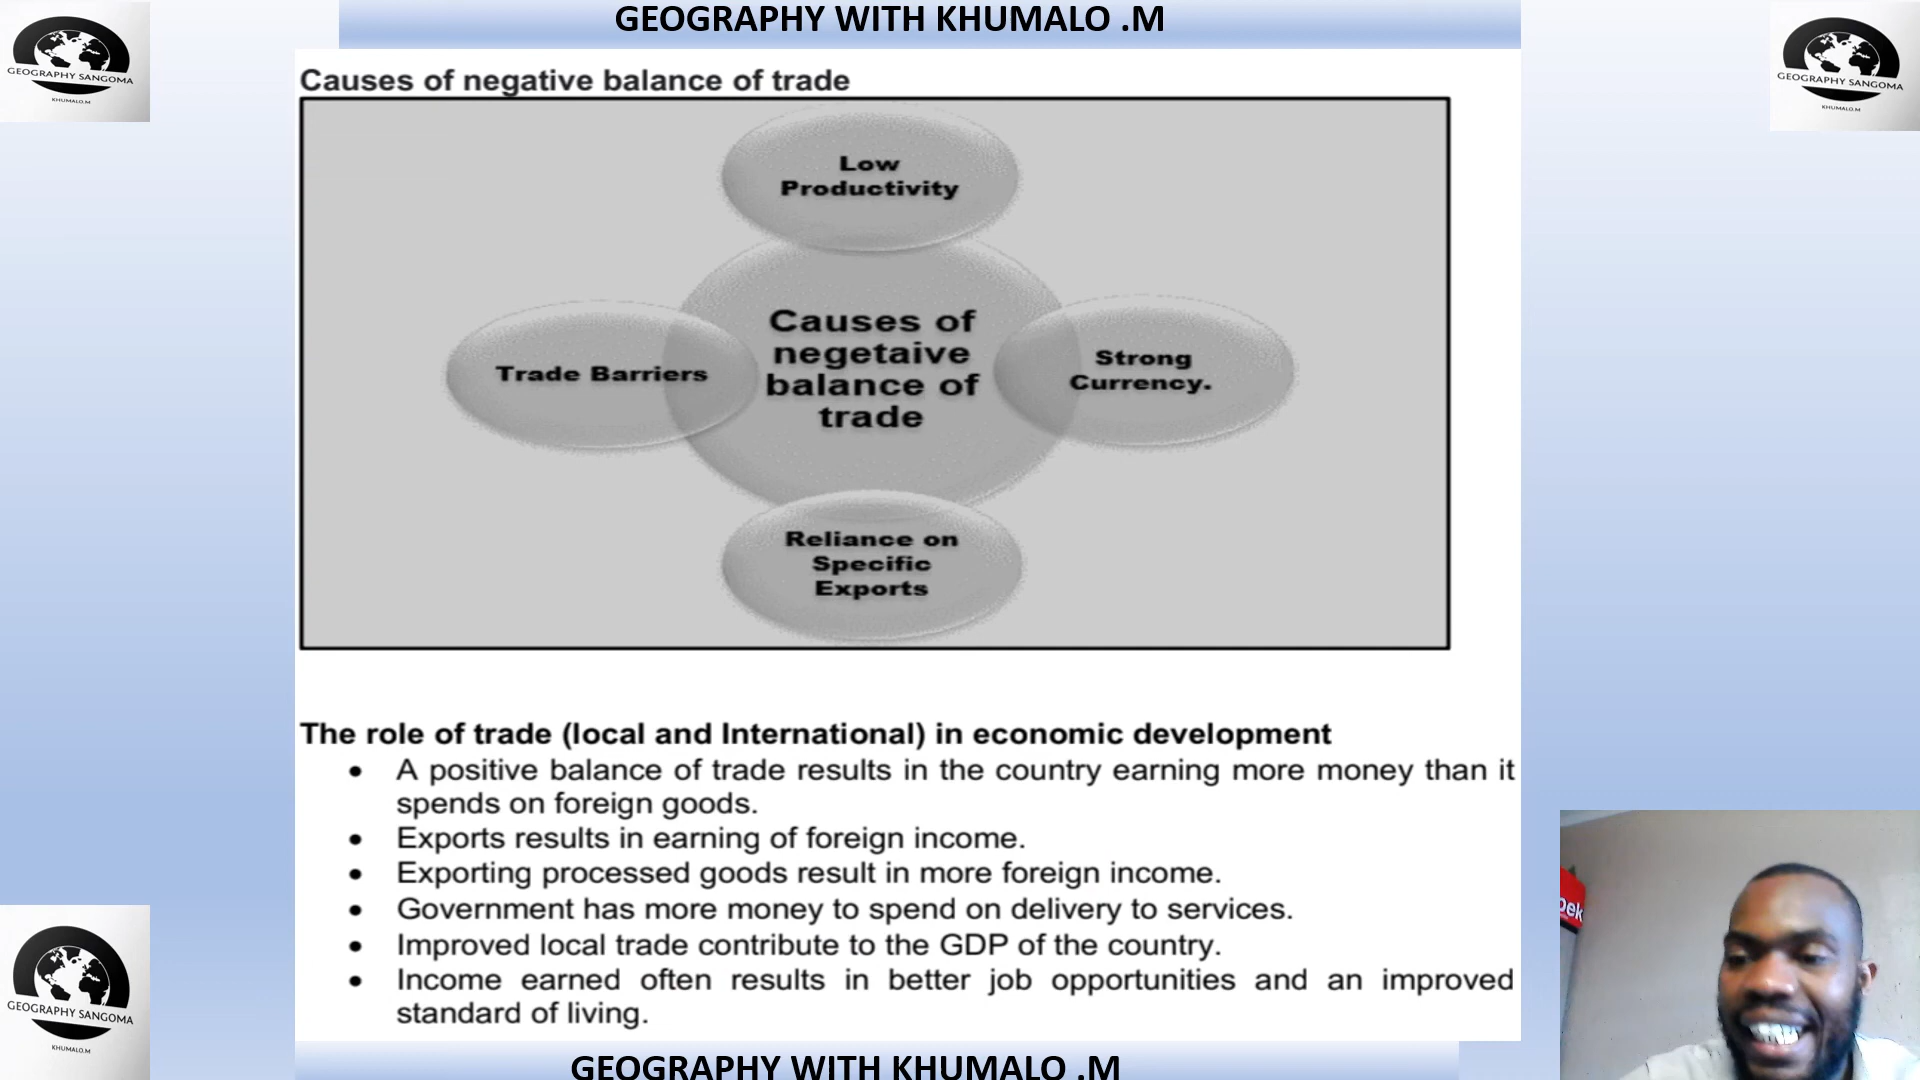 GEOGRAPHY WITH KHUMALO .M
GEOGRAPHY SANGOMA
KHUMALO.M
GEOGRAPHY SANGOMA
KHUMALO.M
Causes of negative balance of trade
Low
Productivity
Causes of
negetaive
balance of
trade
Trade Barriers
Strong
Currency.
Reliance on
Specific
Exports
The role of trade (local and International) in economic development
• A positive balance of trade results in the country earning more money than it
spends on foreign goods.
• Exports results in earning of foreign income.
• Exporting processed goods result in more foreign income.
• Government has more money to spend on delivery to services.
• Improved local trade contribute to the GDP of the country.
• Income earned often results in better job opportunities and an improved
standard of living.
GEOGRAPHY SANGOMA
KHUMALO.M
GEOGRAPHY WITH KHUMALO .M